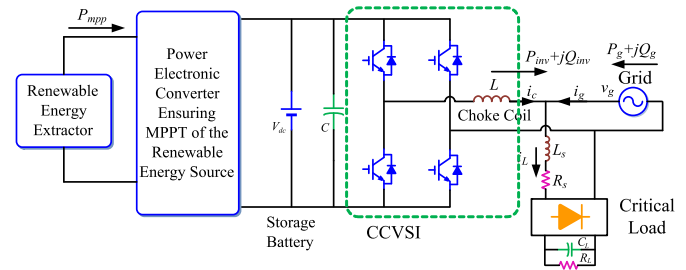 P_mpp
Renewable
Energy
Extractor
Power
Electronic
Converter
Ensuring
MPPT of the
Renewable
Energy Source
V_dc
C
Storage
Battery
CCVSI
L
Choke Coil
P_inv+jQ_inv
i_c
i_g
P_g+jQ_g
Grid
v_g
i_L
L_s
R_s
Critical
Load
C_L
R_L